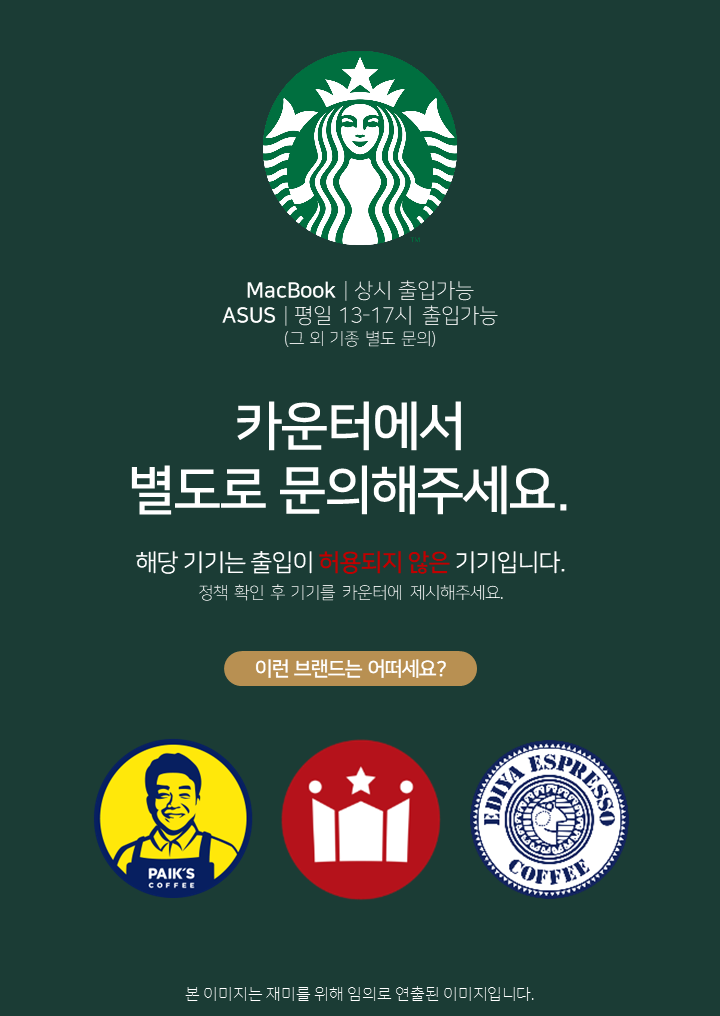 MacBook | 상시 출입가능
ASUS | 평일 13-17시 출입가능
(그 외 기종 별도 문의)
카운터에서
별도로 문의해주세요.
해당 기기는 출입이 허용되지 않은 기기입니다.
정책 확인 후 기기를 카운터에 제시해주세요.
이런 브랜드는 어떠세요?
PAIK'S
COFFEE
EDIYA ESPRESSO
COFFEE
본 이미지는 재미를 위해 임의로 연출된 이미지입니다.